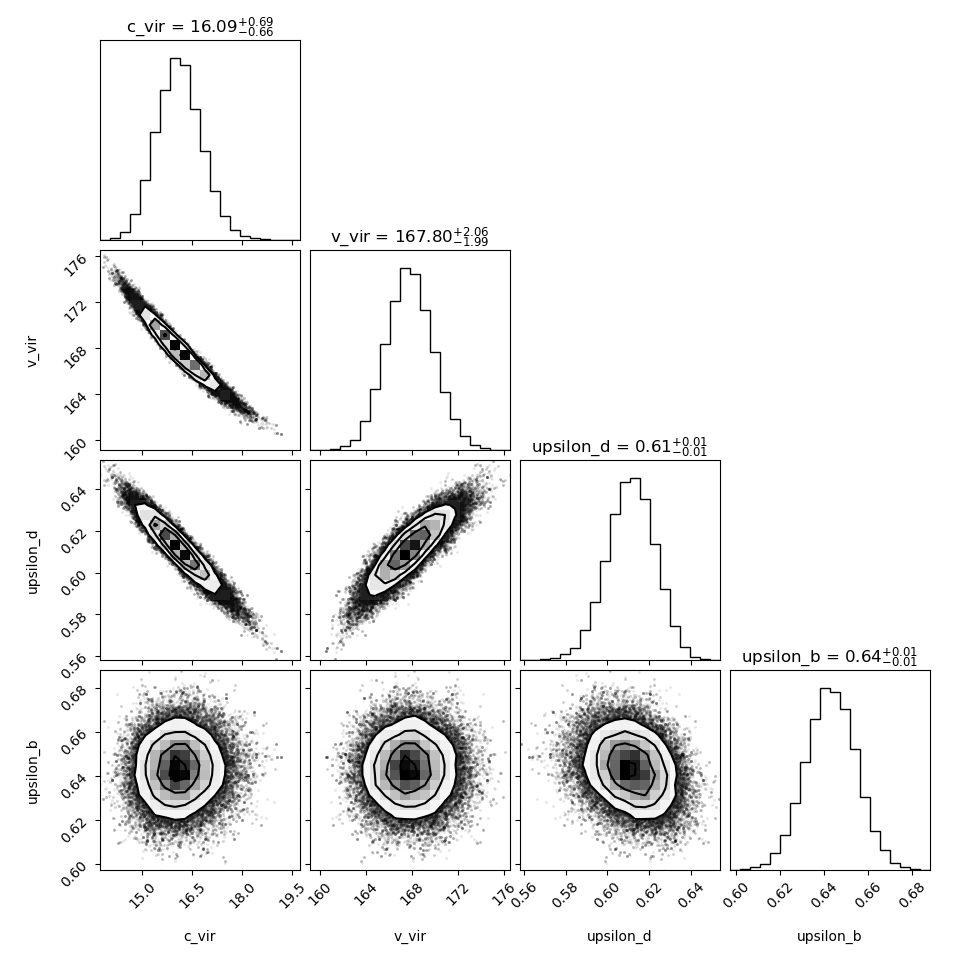 c_vir = 16.09+0.69−0.66
v_vir = 167.80+2.06−1.99
176
172
168
164
160
v_vir
upsilon_d = 0.61+0.01−0.01
0.64
0.62
0.60
0.58
0.56
upsilon_d
upsilon_b = 0.64+0.01−0.01
0.68
0.66
0.64
0.62
0.60
upsilon_b
15.0 16.5 18.0 19.5 160 164 168 172 176 0.56 0.58 0.60 0.62 0.64 0.60 0.62 0.64 0.66 0.68
c_vir v_vir upsilon_d upsilon_b